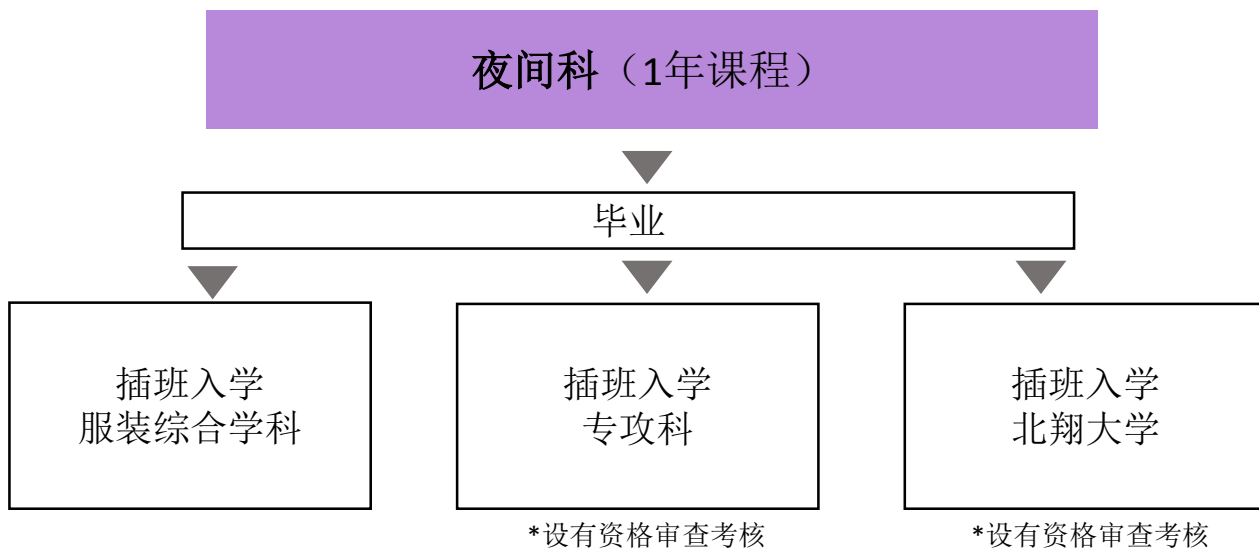 夜间科（1年课程）
毕业
插班入学
服装综合学科
插班入学
专攻科
插班入学
北翔大学
*设有资格审查考核
*设有资格审查考核